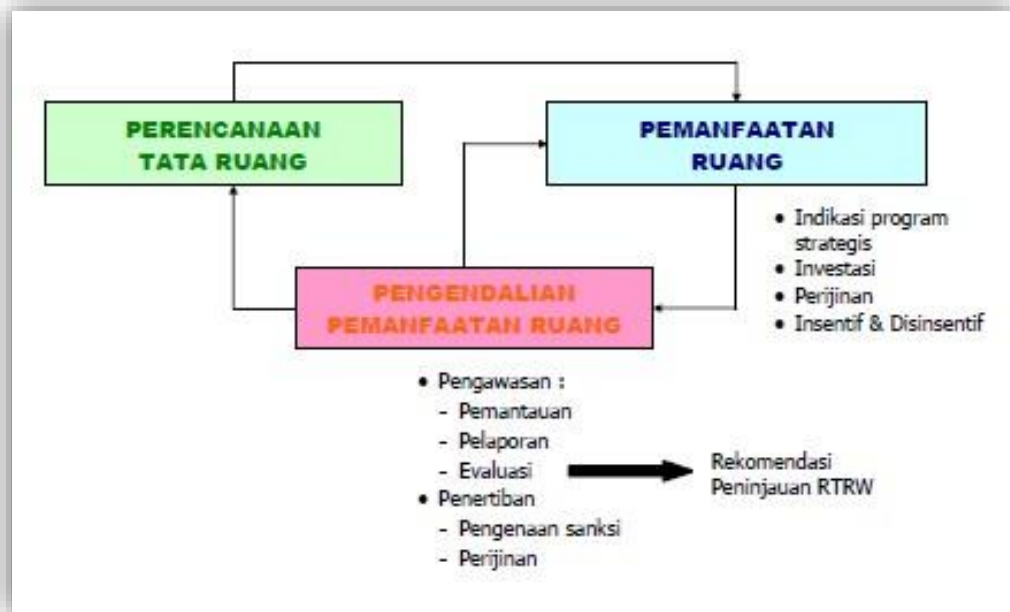 PERENCANAAN
TATA RUANG
PEMANFAATAN
RUANG
• Indikasi program
strategis
• Investasi
• Perijinan
• Insentif & Disinsentif
PENGENDALIAN
PEMANFAATAN RUANG
• Pengawasan :
- Pemantauan
- Pelaporan
- Evaluasi
Rekomendasi
Peninjauan RTRW
• Penertiban
- Pengenaan sanksi
- Perijinan